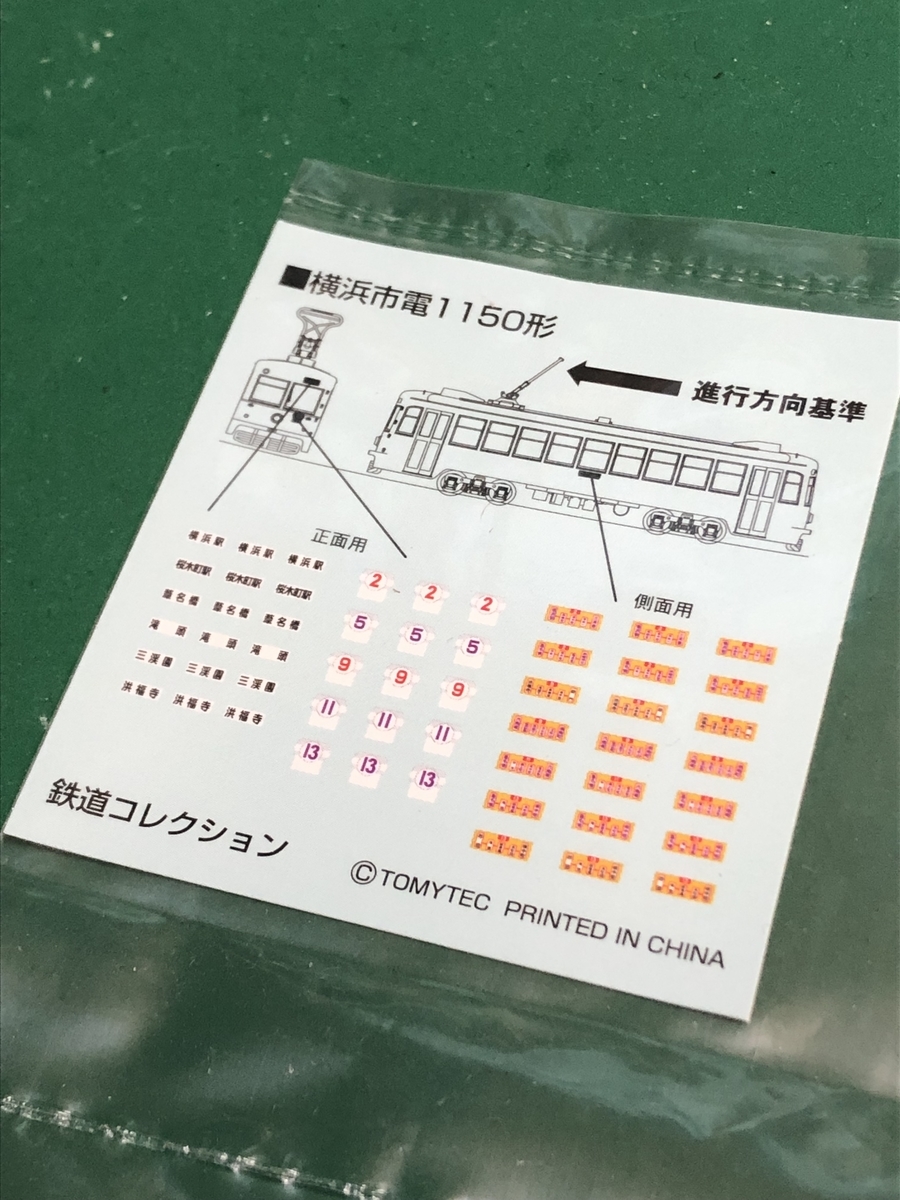 ■横浜市電1150形
進行方向基準
正面用
側面用
横浜駅 横浜駅 横浜駅
桜木町駅 桜木町駅 桜木町駅
葦名橋 葦名橋 葦名橋
滝頭 滝頭 滝頭
三渓園 三渓園 三渓園
洪福寺 洪福寺 洪福寺
2 2 2
5 5 5
9 9 9
11 11 11
13 13 13
鉄道コレクション
©TOMYTEC PRINTED IN CHINA